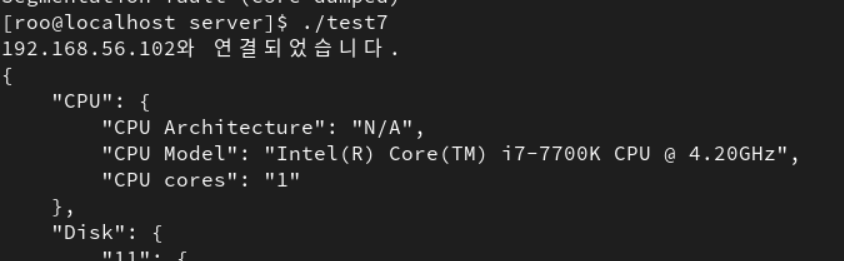 Segmentation fault (core dumped)
[roo@localhost server]$ ./test7
192.168.56.102와 연결되었습니다.
{
    "CPU": {
        "CPU Architecture": "N/A",
        "CPU Model": "Intel(R) Core(TM) i7-7700K CPU @ 4.20GHz",
        "CPU cores": "1"
    },
    "Disk": {
        "11": {